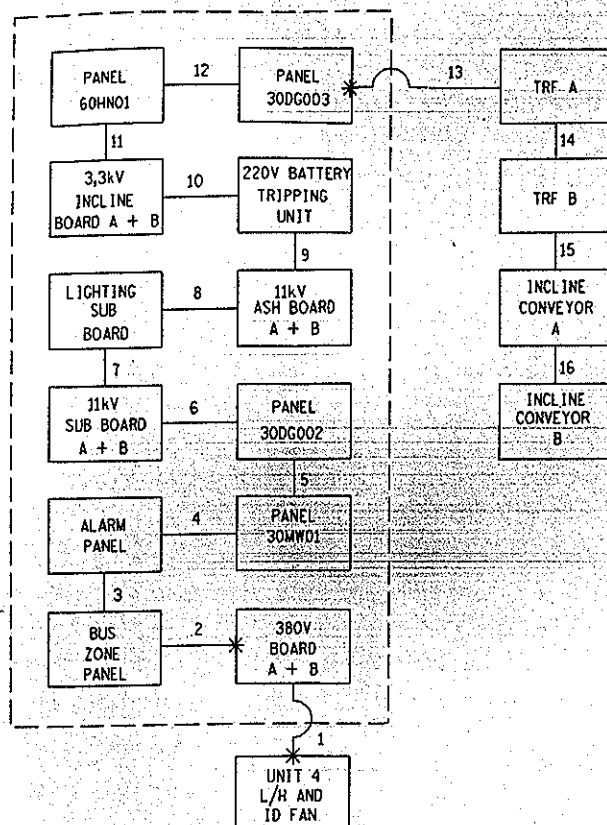 PANEL
60HN01
12
PANEL
30DG003
13
TRF A
11
14
3,3kV
INCLINE
BOARD A + B
10
220V BATTERY
TRIPPING
UNIT
TRF B
9
15
LIGHTING
SUB
BOARD
8
11kV
ASH BOARD
A + B
INCLINE
CONVEYOR
A
7
16
11kV
SUB BOARD
A + B
6
PANEL
30DG002
INCLINE
CONVEYOR
B
5
ALARM
PANEL
4
PANEL
30MW01
3
BUS
ZONE
PANEL
2
380V
BOARD
A + B
1
UNIT 4
L/H AND
ID FAN